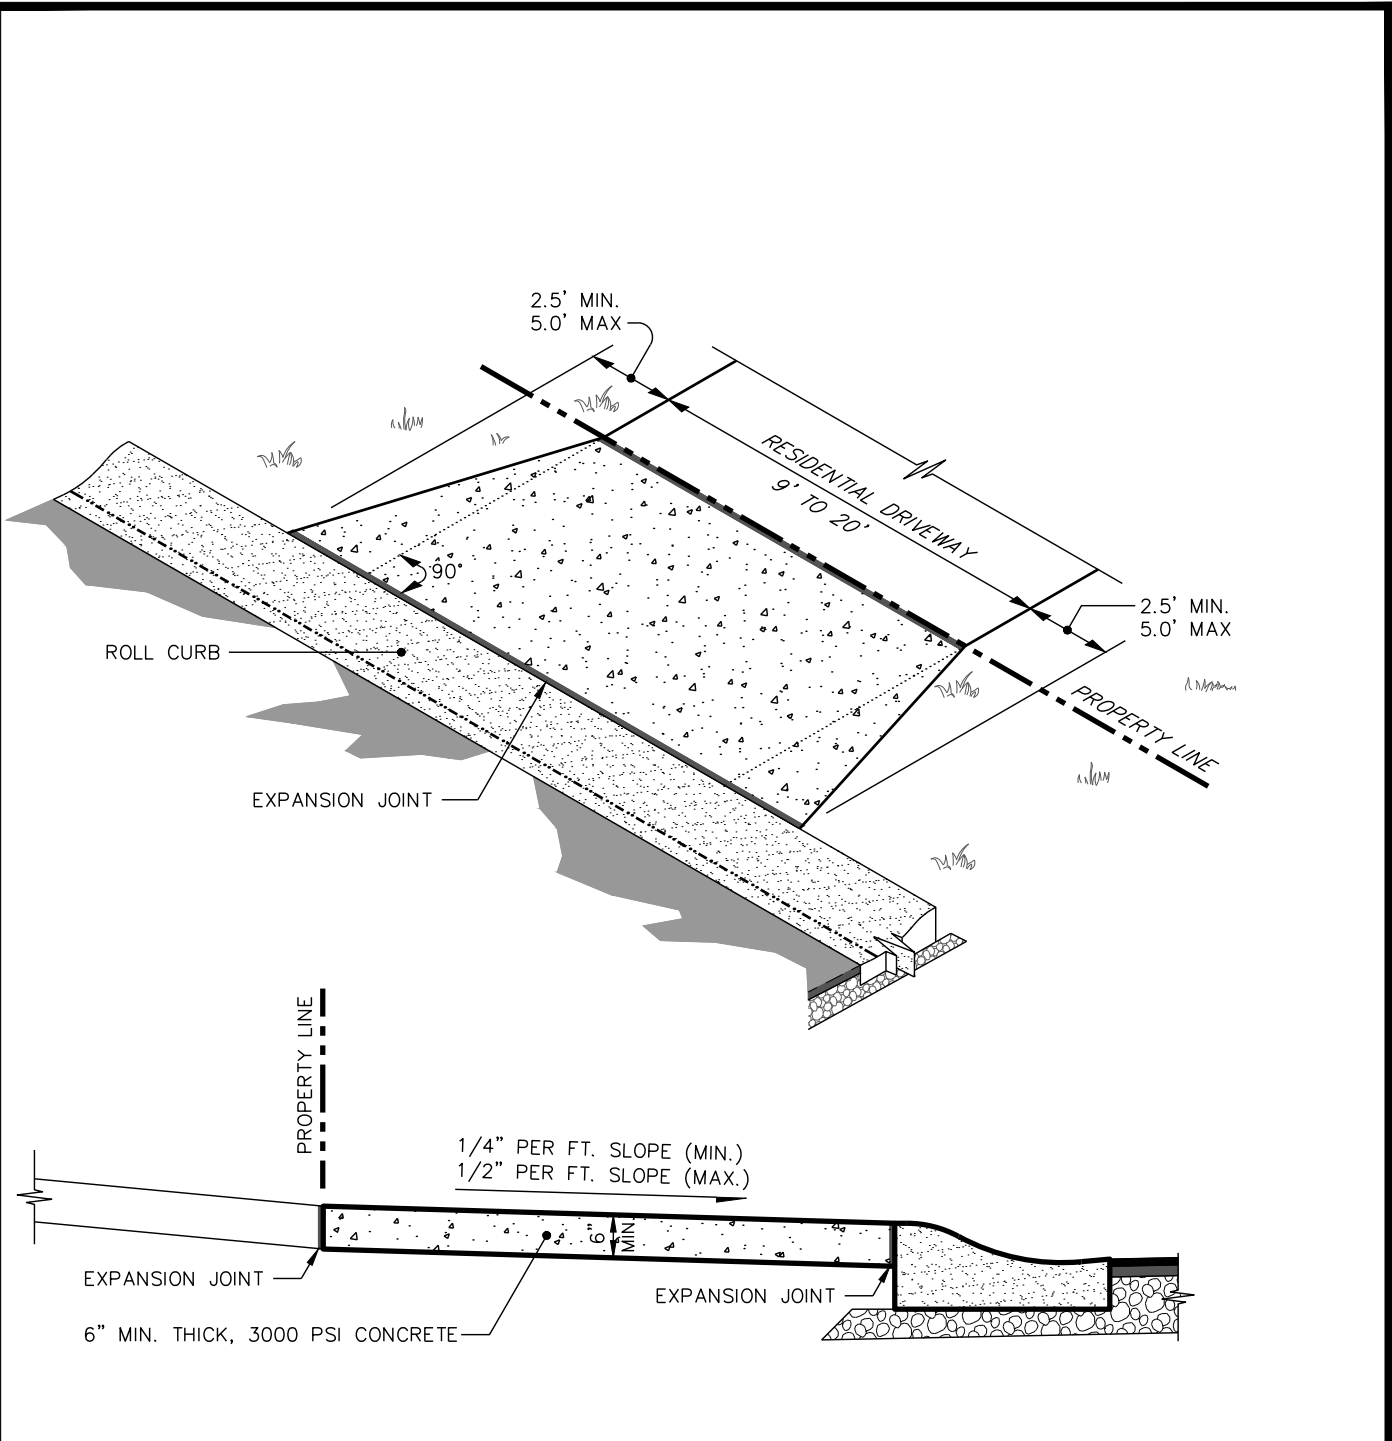 2.5' MIN.
5.0' MAX
RESIDENTIAL DRIVEWAY
9' TO 20'
90°
2.5' MIN.
5.0' MAX
ROLL CURB
PROPERTY LINE
EXPANSION JOINT
PROPERTY LINE
1/4" PER FT. SLOPE (MIN.)
1/2" PER FT. SLOPE (MAX.)
6"
MIN.
EXPANSION JOINT
EXPANSION JOINT
6" MIN. THICK, 3000 PSI CONCRETE